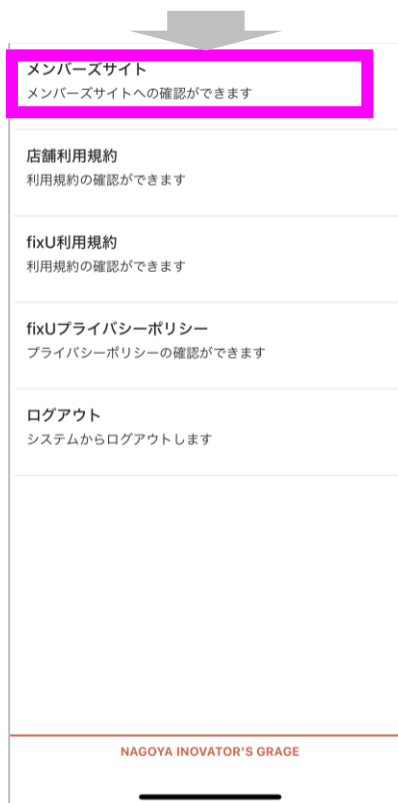 メンバーズサイト
メンバーズサイトへの確認ができます
店舗利用規約
利用規約の確認ができます
fixU利用規約
利用規約の確認ができます
fixUプライバシーポリシー
プライバシーポリシーの確認ができます
ログアウト
システムからログアウトします
NAGOYA INOVATOR'S GRAGE